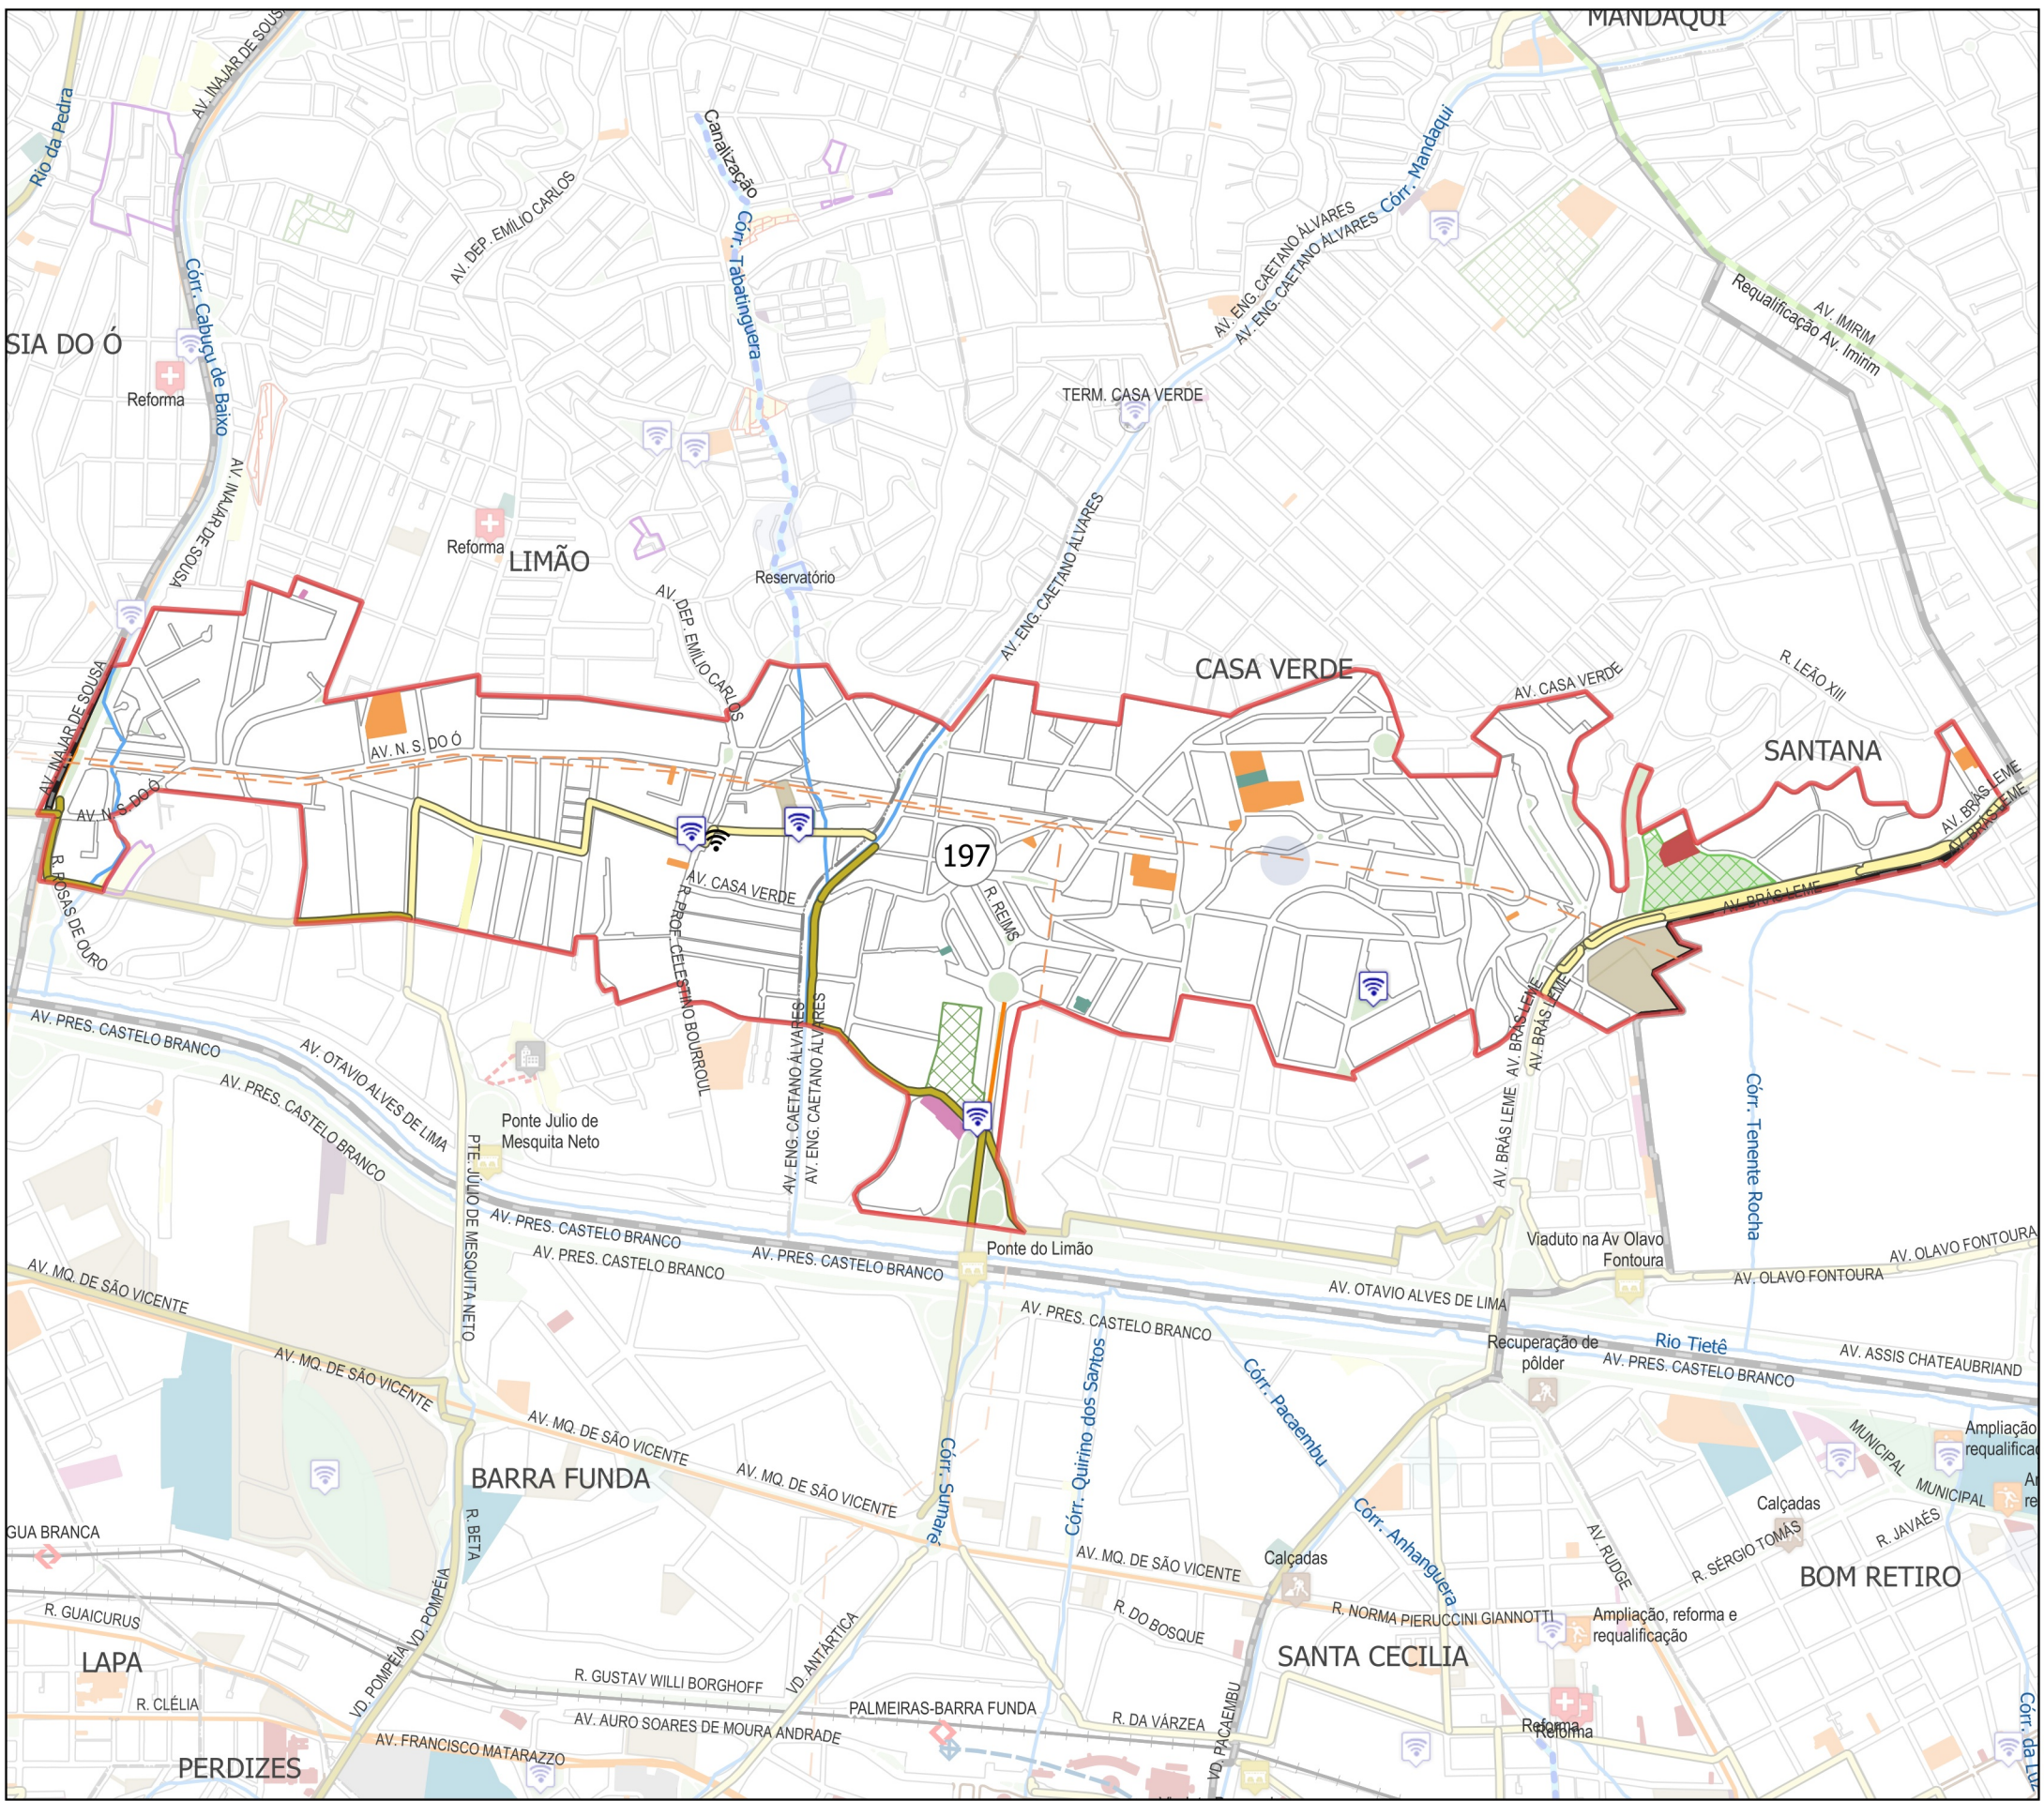 MANDAQUI
AV. INAJAR DE SOUSA
Rio da Pedra
Canalização
Córr. Mandaqui
AV. DEP. EMÍLIO CARLOS
AV. ENG. CAETANO ÁLVARES
AV. ENG. CAETANO ÁLVARES
Córr. Tabatinguera
Córr. Cabuçu de Baixo
Requalificação Av. Imirim
AV. IMIRIM
SIA DO Ó
Reforma
TERM. CASA VERDE
AV. INAJAR DE SOUSA
AV. INAJAR DE SOUSA
Reforma
LIMÃO
Reservatório
AV. ENG. CAETANO ÁLVARES
AV. DEP. EMÍLIO CARLOS
CASA VERDE
AV. CASA VERDE
R. LEÃO XIII
SANTANA
AV. INAJAR DE SOUSA
AV. N. S. DO Ó
AV. N. S. DO Ó
AV. BRÁS LEME
AV. BRÁS LEME
197
AV. CASA VERDE
R. REIMS
AV. BRÁS LEME
R. ROSAS DE OURO
R. PROF. CELESTINO BOURROUL
AV. ENG. CAETANO ÁLVARES
AV. ENG. CAETANO ÁLVARES
AV. BRÁS LEME
AV. BRÁS LEME
AV. BRÁS LEME
AV. PRES. CASTELO BRANCO
AV. OTAVIO ALVES DE LIMA
AV. PRES. CASTELO BRANCO
Ponte Julio de
Mesquita Neto
PTE. JÚLIO DE MESQUITA NETO
Córr. Tenente Rocha
AV. PRES. CASTELO BRANCO
AV. PRES. CASTELO BRANCO
AV. PRES. CASTELO BRANCO
Ponte do Limão
Viaduto na Av Olavo
Fontoura
AV. OLAVO FONTOURA
AV. OLAVO FONTOURA
AV. OTAVIO ALVES DE LIMA
AV. MQ. DE SÃO VICENTE
AV. PRES. CASTELO BRANCO
Rio Tietê
Recuperação de
pôlder
AV. PRES. CASTELO BRANCO
AV. ASSIS CHATEAUBRIAND
AV. MQ. DE SÃO VICENTE
Córr. Quirino dos Santos
Córr. Pacaembu
AV. MQ. DE SÃO VICENTE
AV. MQ. DE SÃO VICENTE
BARRA FUNDA
Córr. Sumaré
MUNICIPAL
MUNICIPAL
Ampliação
requalifica
Calçadas
R. SÉRGIO TOMÁS
R. JAVAÉS
Córr. Anhanguera
AV. RUDGE
BOM RETIRO
GUA BRANCA
R. BETA
AV. MQ. DE SÃO VICENTE
Calçadas
R. NORMA PIERUCCINI GIANNOTTI
Ampliação, reforma e
requalificação
R. GUAICURUS
VD. POMPÉIA
VD. POMPÉIA
R. DO BOSQUE
SANTA CECILIA
LAPA
R. CLÉLIA
R. GUSTAV WILLI BORGHOFF
VD. ANTÁRTICA
PALMEIRAS-BARRA FUNDA
R. DA VÁRZEA
VD. PACAEMBU
Reforma
Reforma
AV. AURO SOARES DE MOURA ANDRADE
AV. FRANCISCO MATARAZZO
PERDIZES
Córr. da Luz